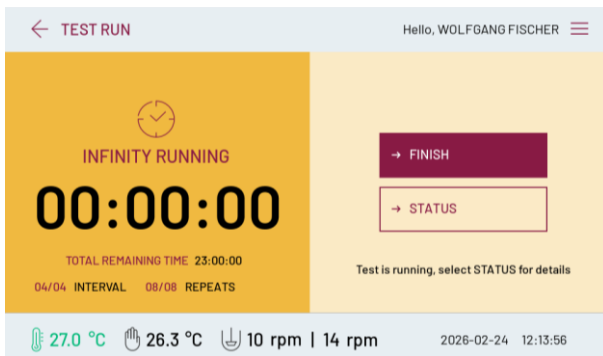 TEST RUN
Hello, WOLFGANG FISCHER
INFINITY RUNNING
00:00:00
TOTAL REMAINING TIME 23:00:00
04/04 INTERVAL 08/08 REPEATS
→ FINISH
→ STATUS
Test is running, select STATUS for details
27.0 °C 26.3 °C 10 rpm | 14 rpm 2026-02-24 12:13:56